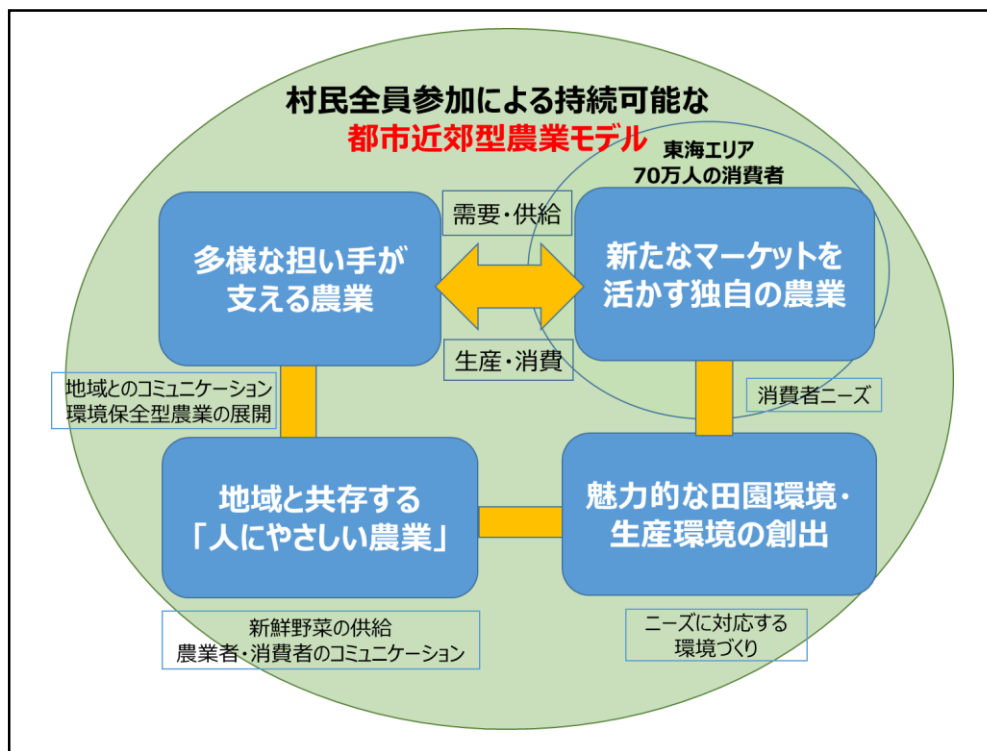 村民全員参加による持続可能な
都市近郊型農業モデル
東海エリア
70万人の消費者
需要・供給
多様な担い手が
支える農業
新たなマーケットを
活かす独自の農業
生産・消費
地域とのコミュニケーション
環境保全型農業の展開
消費者ニーズ
地域と共存する
「人にやさしい農業」
魅力的な田園環境・
生産環境の創出
新鮮野菜の供給
農業者・消費者のコミュニケーション
ニーズに対応する
環境づくり